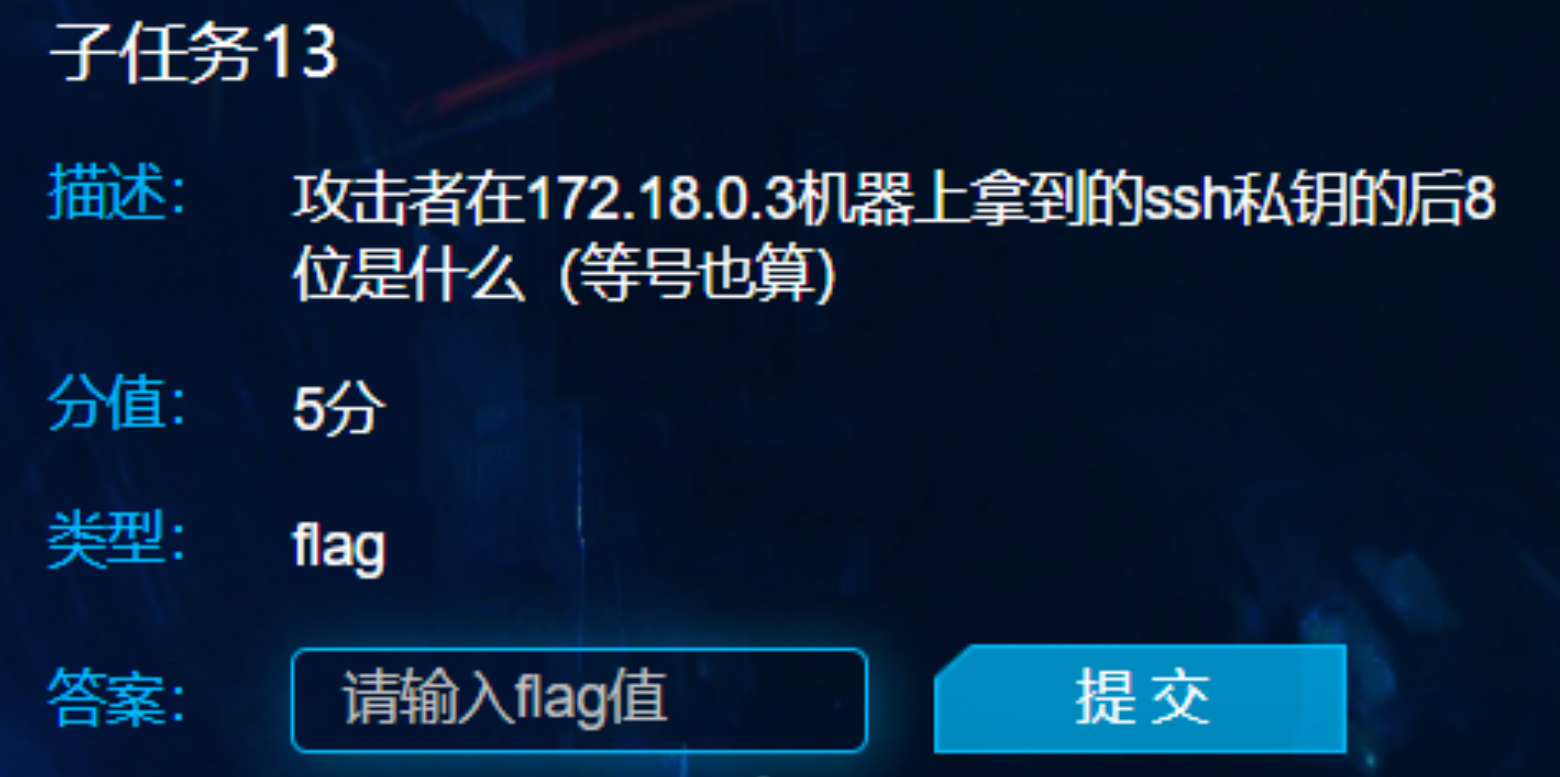 子任务13
描述: 攻击者在172.18.0.3机器上拿到的ssh私钥的后8
位是什么 (等号也算)
分值: 5分
类型: flag
答案: 请输入flag值 提交